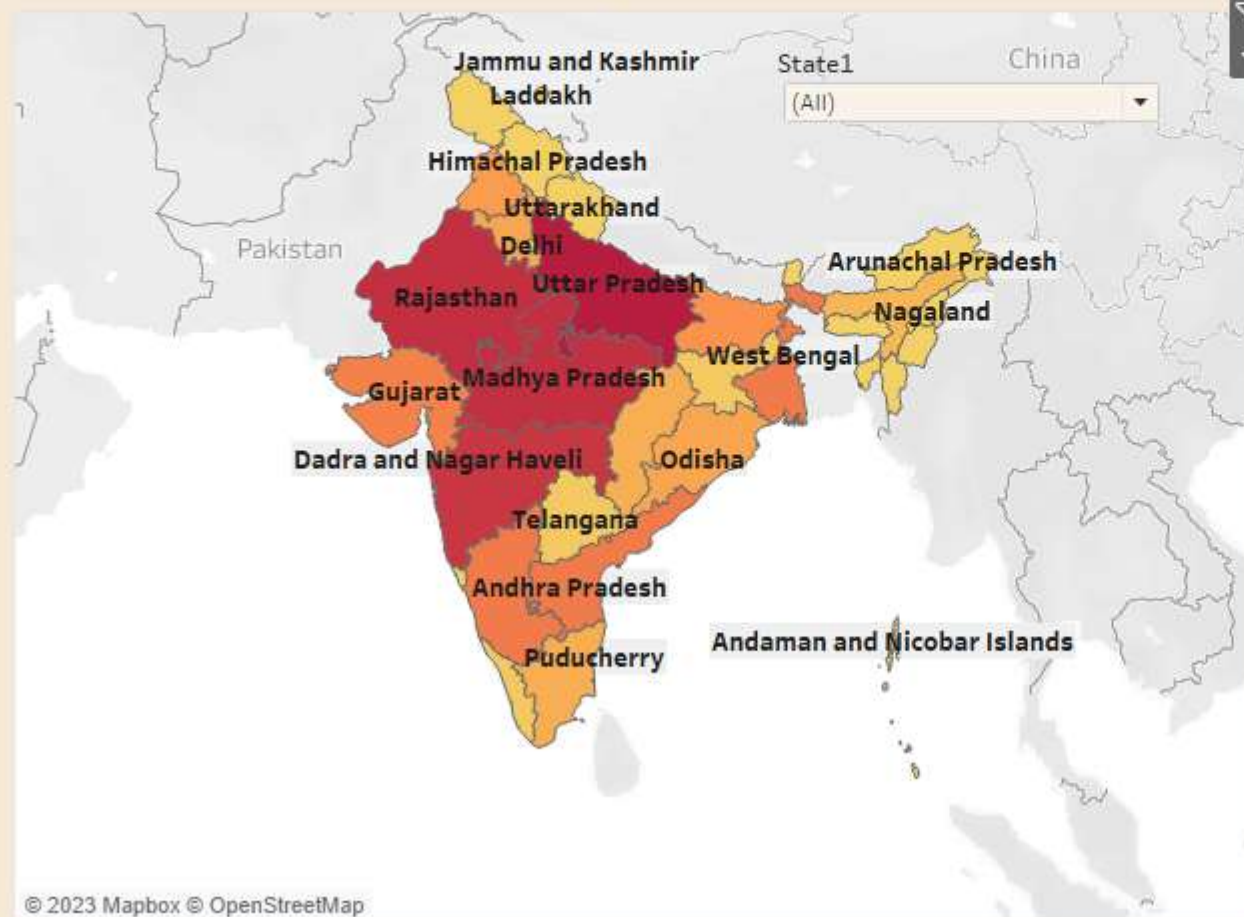 Jammu and Kashmir
State1
China
Laddakh
(All)
Himachal Pradesh
Uttarakhand
Pakistan
Delhi
Arunachal Pradesh
Uttar Pradesh
Rajasthan
Nagaland
West Bengal
Madhya Pradesh
Gujarat
Dadra and Nagar Haveli
Odisha
Telangana
Andhra Pradesh
Andaman and Nicobar Islands
Puducherry
© 2023 Mapbox © OpenStreetMap